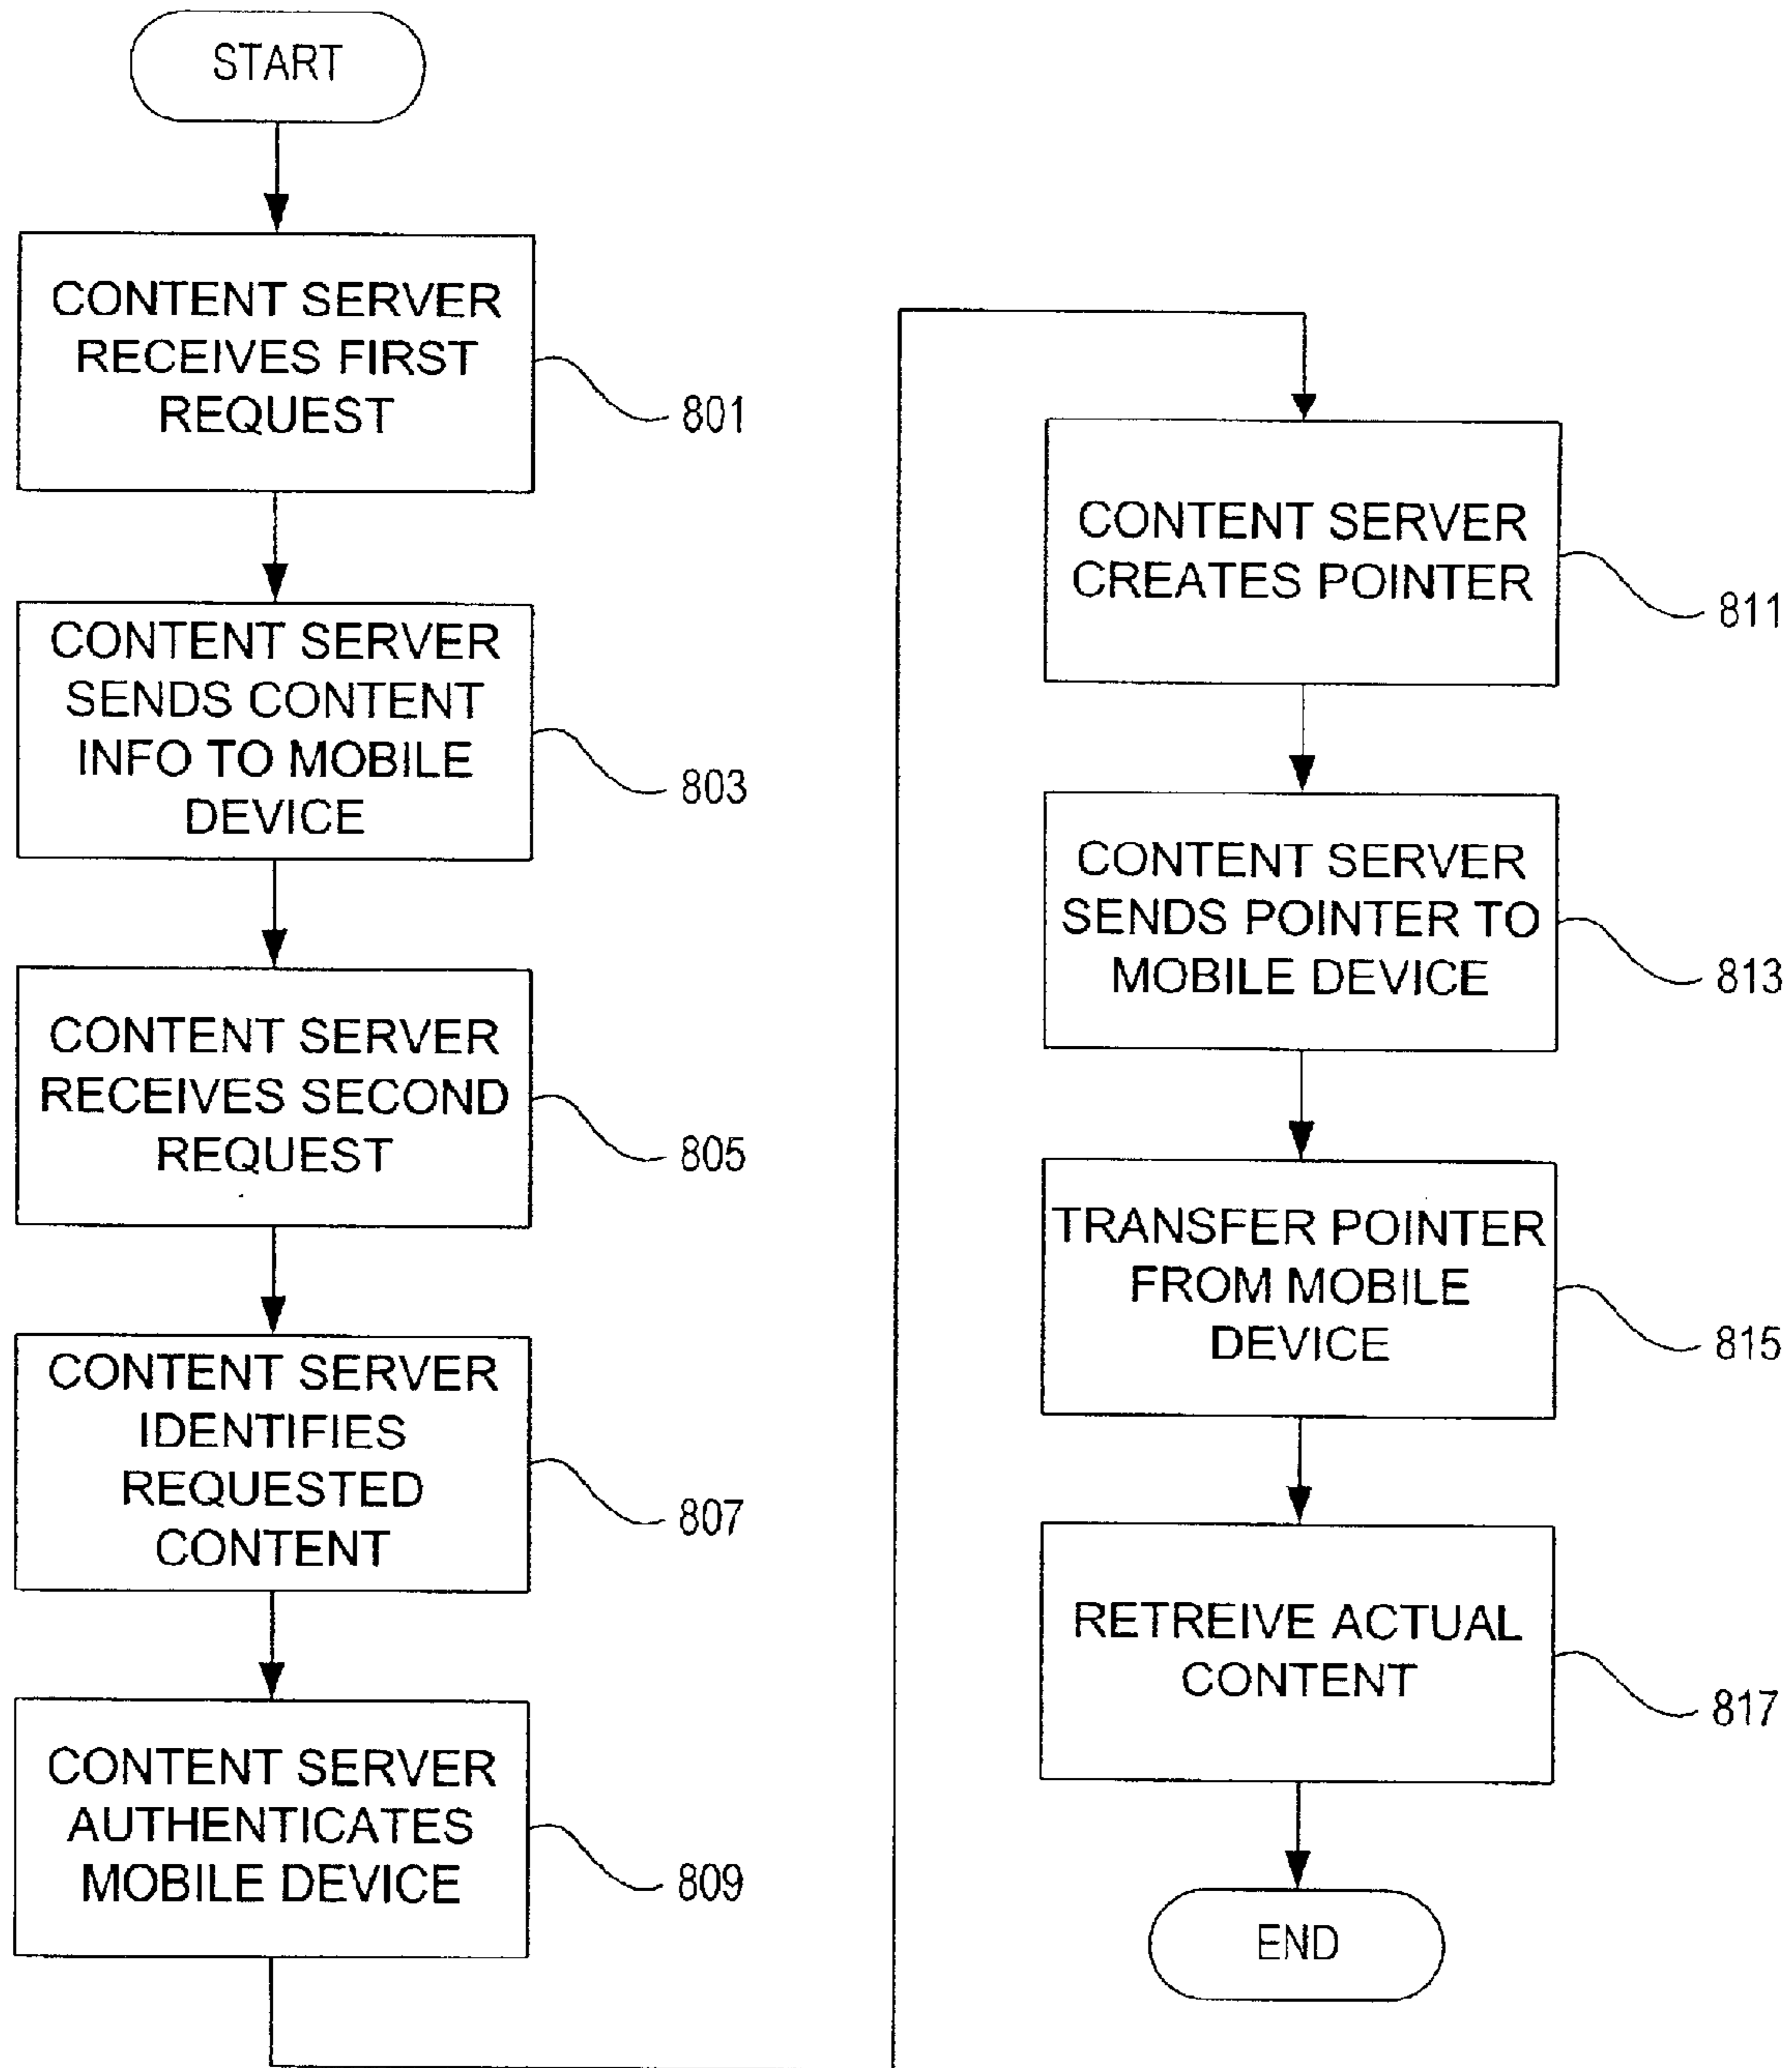 START
CONTENT SERVER
RECEIVES FIRST
REQUEST
801
CONTENT SERVER
SENDS CONTENT
INFO TO MOBILE
DEVICE
803
CONTENT SERVER
RECEIVES SECOND
REQUEST
805
CONTENT SERVER
IDENTIFIES
REQUESTED
CONTENT
807
CONTENT SERVER
AUTHENTICATES
MOBILE DEVICE
809
CONTENT SERVER
CREATES POINTER
811
CONTENT SERVER
SENDS POINTER TO
MOBILE DEVICE
813
TRANSFER POINTER
FROM MOBILE
DEVICE
815
RETREIVE ACTUAL
CONTENT
817
END